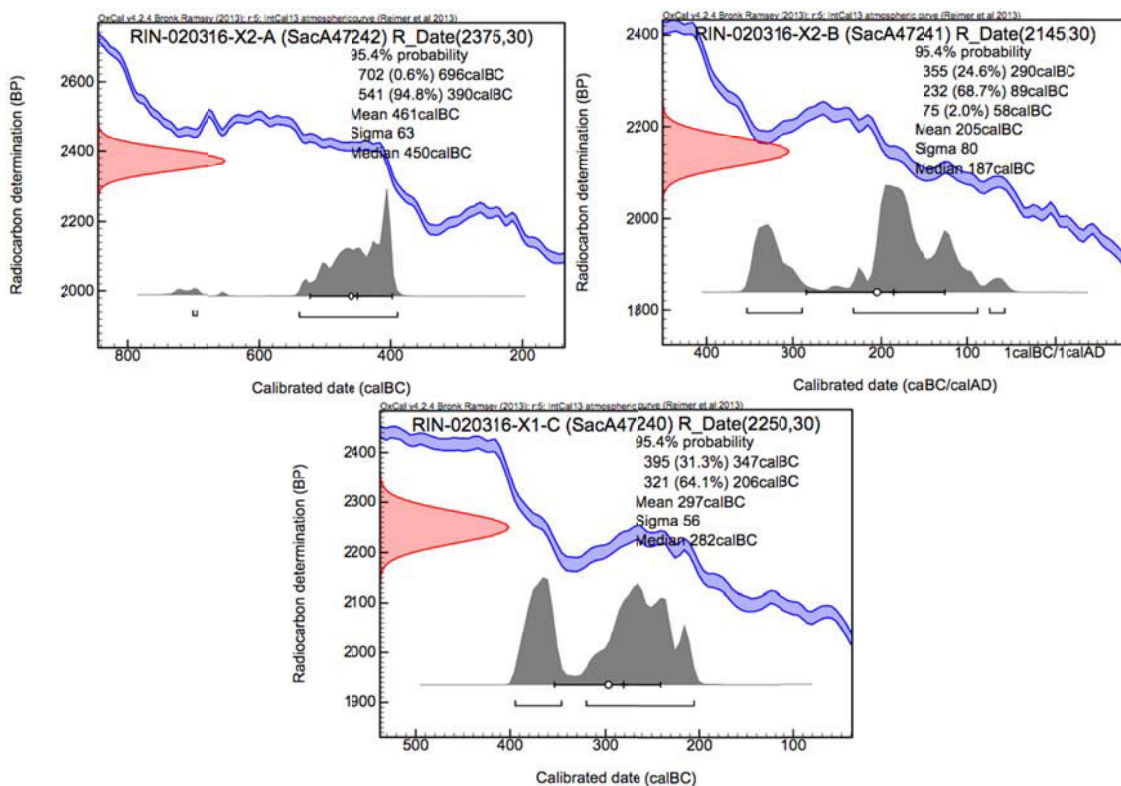 OxCal v4.2.4 Bronk Ramsey (2013); r:5; IntCal13 atmospheric curve (Reimer et al 2013)
RIN-020316-X2-A (SacA47242) R_Date(2375,30)
95.4% probability
702 (0.6%) 696calBC
541 (94.8%) 390calBC
Mean 461calBC
Sigma 63
Median 450calBC
Radiocarbon determination (BP)
2600
2400
2200
2000
800
600
400
200
Calibrated date (calBC)
OxCal v4.2.4 Bronk Ramsey (2013); r:5; IntCal13 atmospheric curve (Reimer et al 2013)
RIN-020316-X2-B (SacA47241) R_Date(2145,30)
95.4% probability
355 (24.6%) 290calBC
232 (68.7%) 89calBC
75 (2.0%) 58calBC
Mean 205calBC
Sigma 80
Median 187calBC
Radiocarbon determination (BP)
2400
2200
2000
1800
400
300
200
100
1calBC/1calAD
Calibrated date (caBC/calAD)
OxCal v4.2.4 Bronk Ramsey (2013); r:5; IntCal13 atmospheric curve (Reimer et al 2013)
RIN-020316-X1-C (SacA47240) R_Date(2250,30)
95.4% probability
395 (31.3%) 347calBC
321 (64.1%) 206calBC
Mean 297calBC
Sigma 56
Median 282calBC
Radiocarbon determination (BP)
2400
2300
2200
2100
2000
1900
500
400
300
200
100
Calibrated date (calBC)